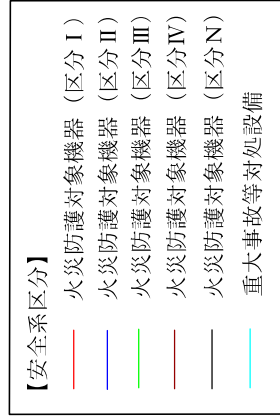 【安全系区分】
火災防護対象機器（区分Ⅰ）
火災防護対象機器（区分Ⅱ）
火災防護対象機器（区分Ⅲ）
火災防護対象機器（区分Ⅳ）
火災防護対象機器（区分N）
重大事故等対処設備